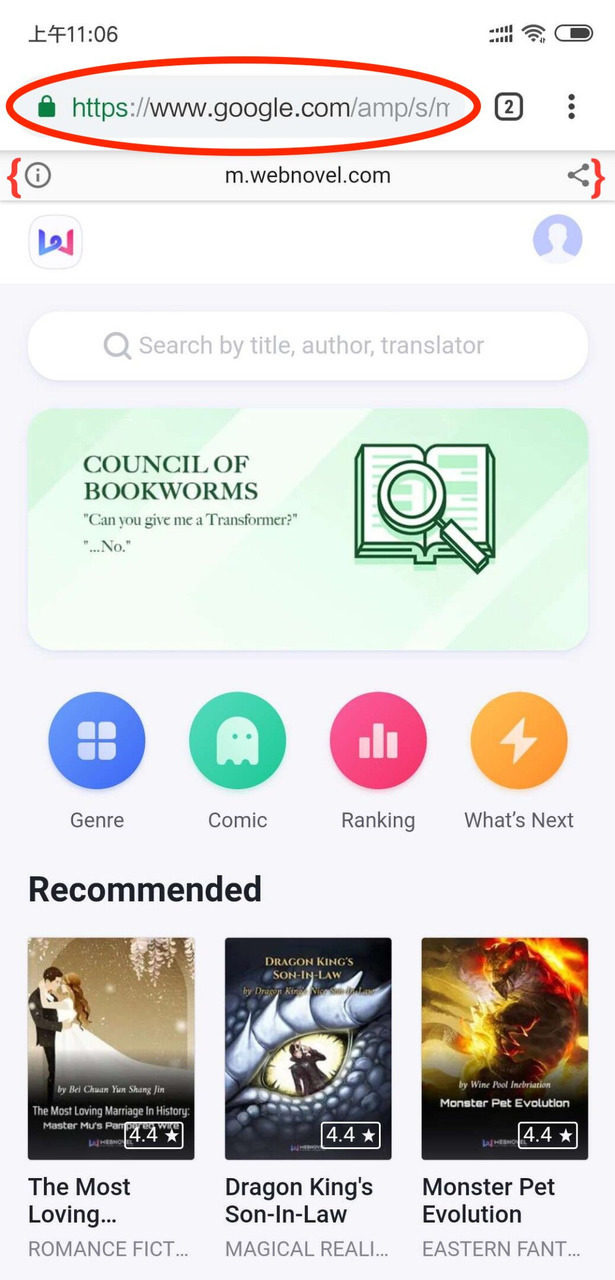 上午11:06
https://www.google.com/amp/s/m
2
{
}
m.webnovel.com
Search by title, author, translator
COUNCIL OF
BOOKWORMS
"Can you give me a Transformer?"
"...No."
Genre
Comic
Ranking
What’s Next
Recommended
by Bei Chuan Yun Shang Jin
The Most Loving Marriage In History:
Master Mu's Pampered Wife
WEBNOVEL
4.4 ★
DRAGON KING'S
SON-IN-LAW
by Dragon King's Nice Son-In-Law
WEBNOVEL
4.4 ★
by Wine Pool Inebriation
Monster Pet Evolution
WEBNOVEL
4.4 ★
The Most
Loving…
ROMANCE FICT…
Dragon King's
Son-In-Law
MAGICAL REALI…
Monster Pet
Evolution
EASTERN FANT…